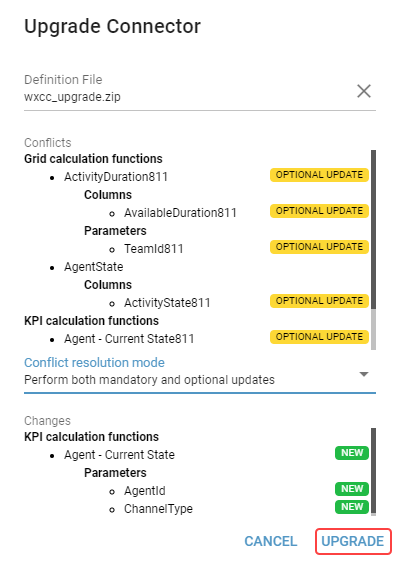 Upgrade Connector
Definition File
wxcc_upgrade.zip
Conflicts
Grid calculation functions
ActivityDuration811 OPTIONAL UPDATE
Columns
AvailableDuration811 OPTIONAL UPDATE
Parameters
TeamId811 OPTIONAL UPDATE
AgentState
Columns
ActivityState811 OPTIONAL UPDATE
KPI calculation functions
Agent - Current State811 OPTIONAL UPDATE
Conflict resolution mode
Perform both mandatory and optional updates
Changes
KPI calculation functions
Agent - Current State NEW
Parameters
AgentId NEW
ChannelType NEW
CANCEL UPGRADE